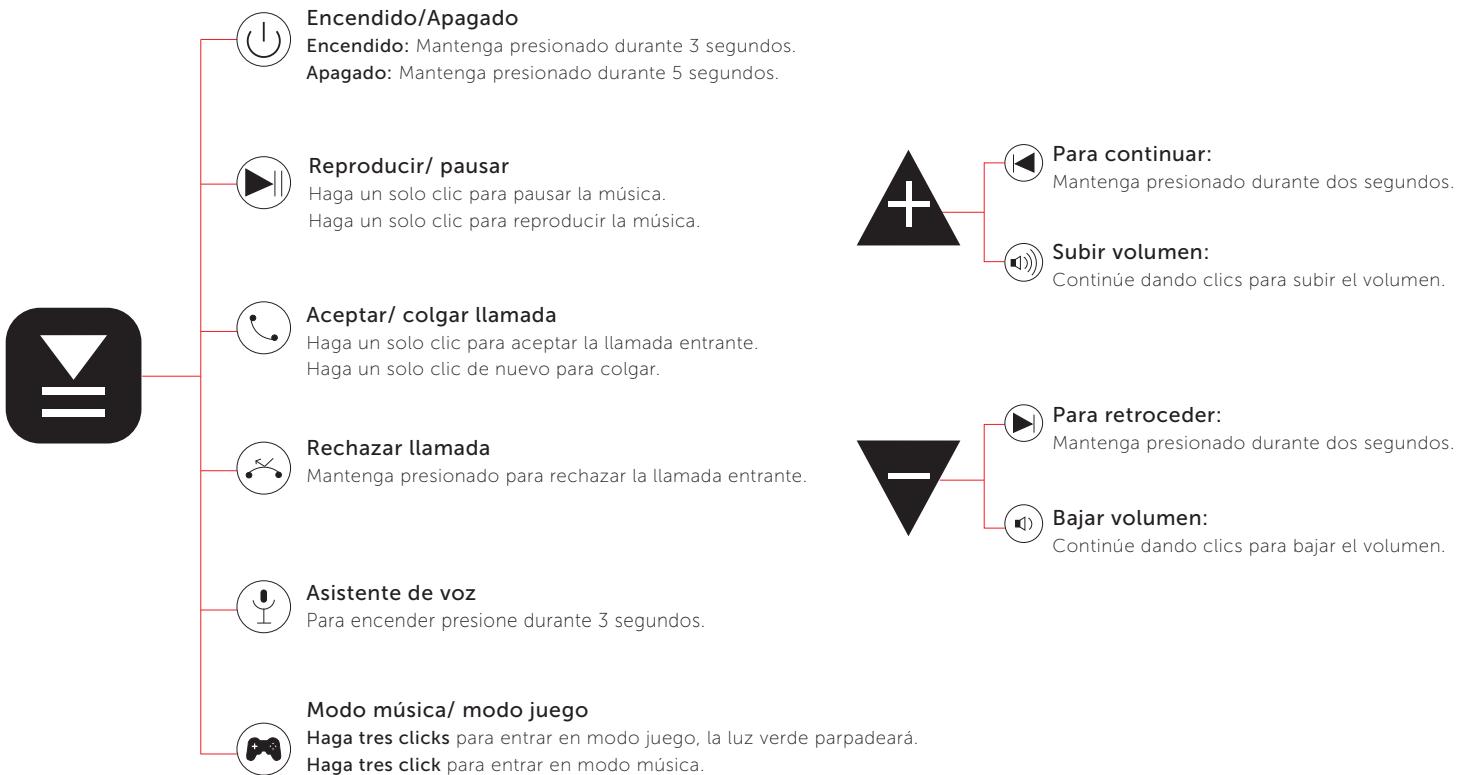 Encendido/Apagado
Encendido: Mantenga presionado durante 3 segundos.
Apagado: Mantenga presionado durante 5 segundos.
Reproducir/ pausar
Haga un solo clic para pausar la música.
Haga un solo clic para reproducir la música.
Aceptar/ colgar llamada
Haga un solo clic para aceptar la llamada entrante.
Haga un solo clic de nuevo para colgar.
Rechazar llamada
Mantenga presionado para rechazar la llamada entrante.
Asistente de voz
Para encender presione durante 3 segundos.
Modo música/ modo juego
Haga tres clicks para entrar en modo juego, la luz verde parpadeará.
Haga tres click para entrar en modo música.
Para continuar:
Mantenga presionado durante dos segundos.
Subir volumen:
Continúe dando clics para subir el volumen.
Para retroceder:
Mantenga presionado durante dos segundos.
Bajar volumen:
Continúe dando clics para bajar el volumen.